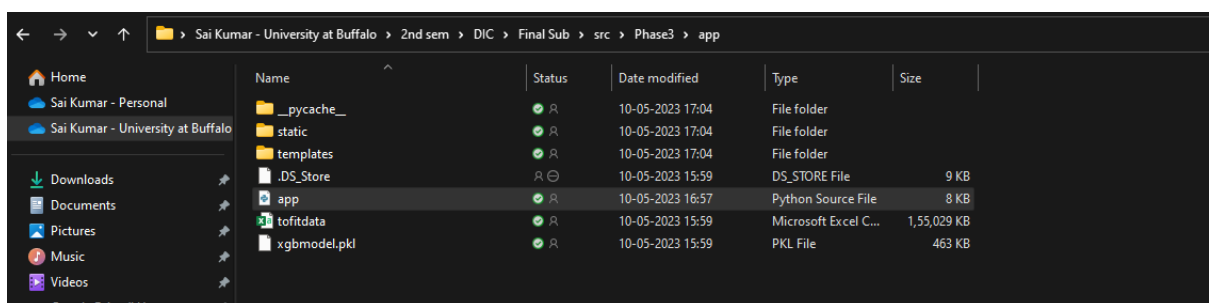 Sai Kumar - University at Buffalo > 2nd sem > DIC > Final Sub > src > Phase3 > app
Home
Sai Kumar - Personal
Sai Kumar - University at Buffalo
Downloads
Documents
Pictures
Music
Videos
Name Status Date modified Type Size
__pycache__ 10-05-2023 17:04 File folder
static 10-05-2023 17:04 File folder
templates 10-05-2023 17:04 File folder
.DS_Store 10-05-2023 15:59 DS_STORE File 9 KB
app 10-05-2023 16:57 Python Source File 8 KB
tofitdata 10-05-2023 15:59 Microsoft Excel C... 1,55,029 KB
xgbmodel.pkl 10-05-2023 15:59 PKL File 463 KB